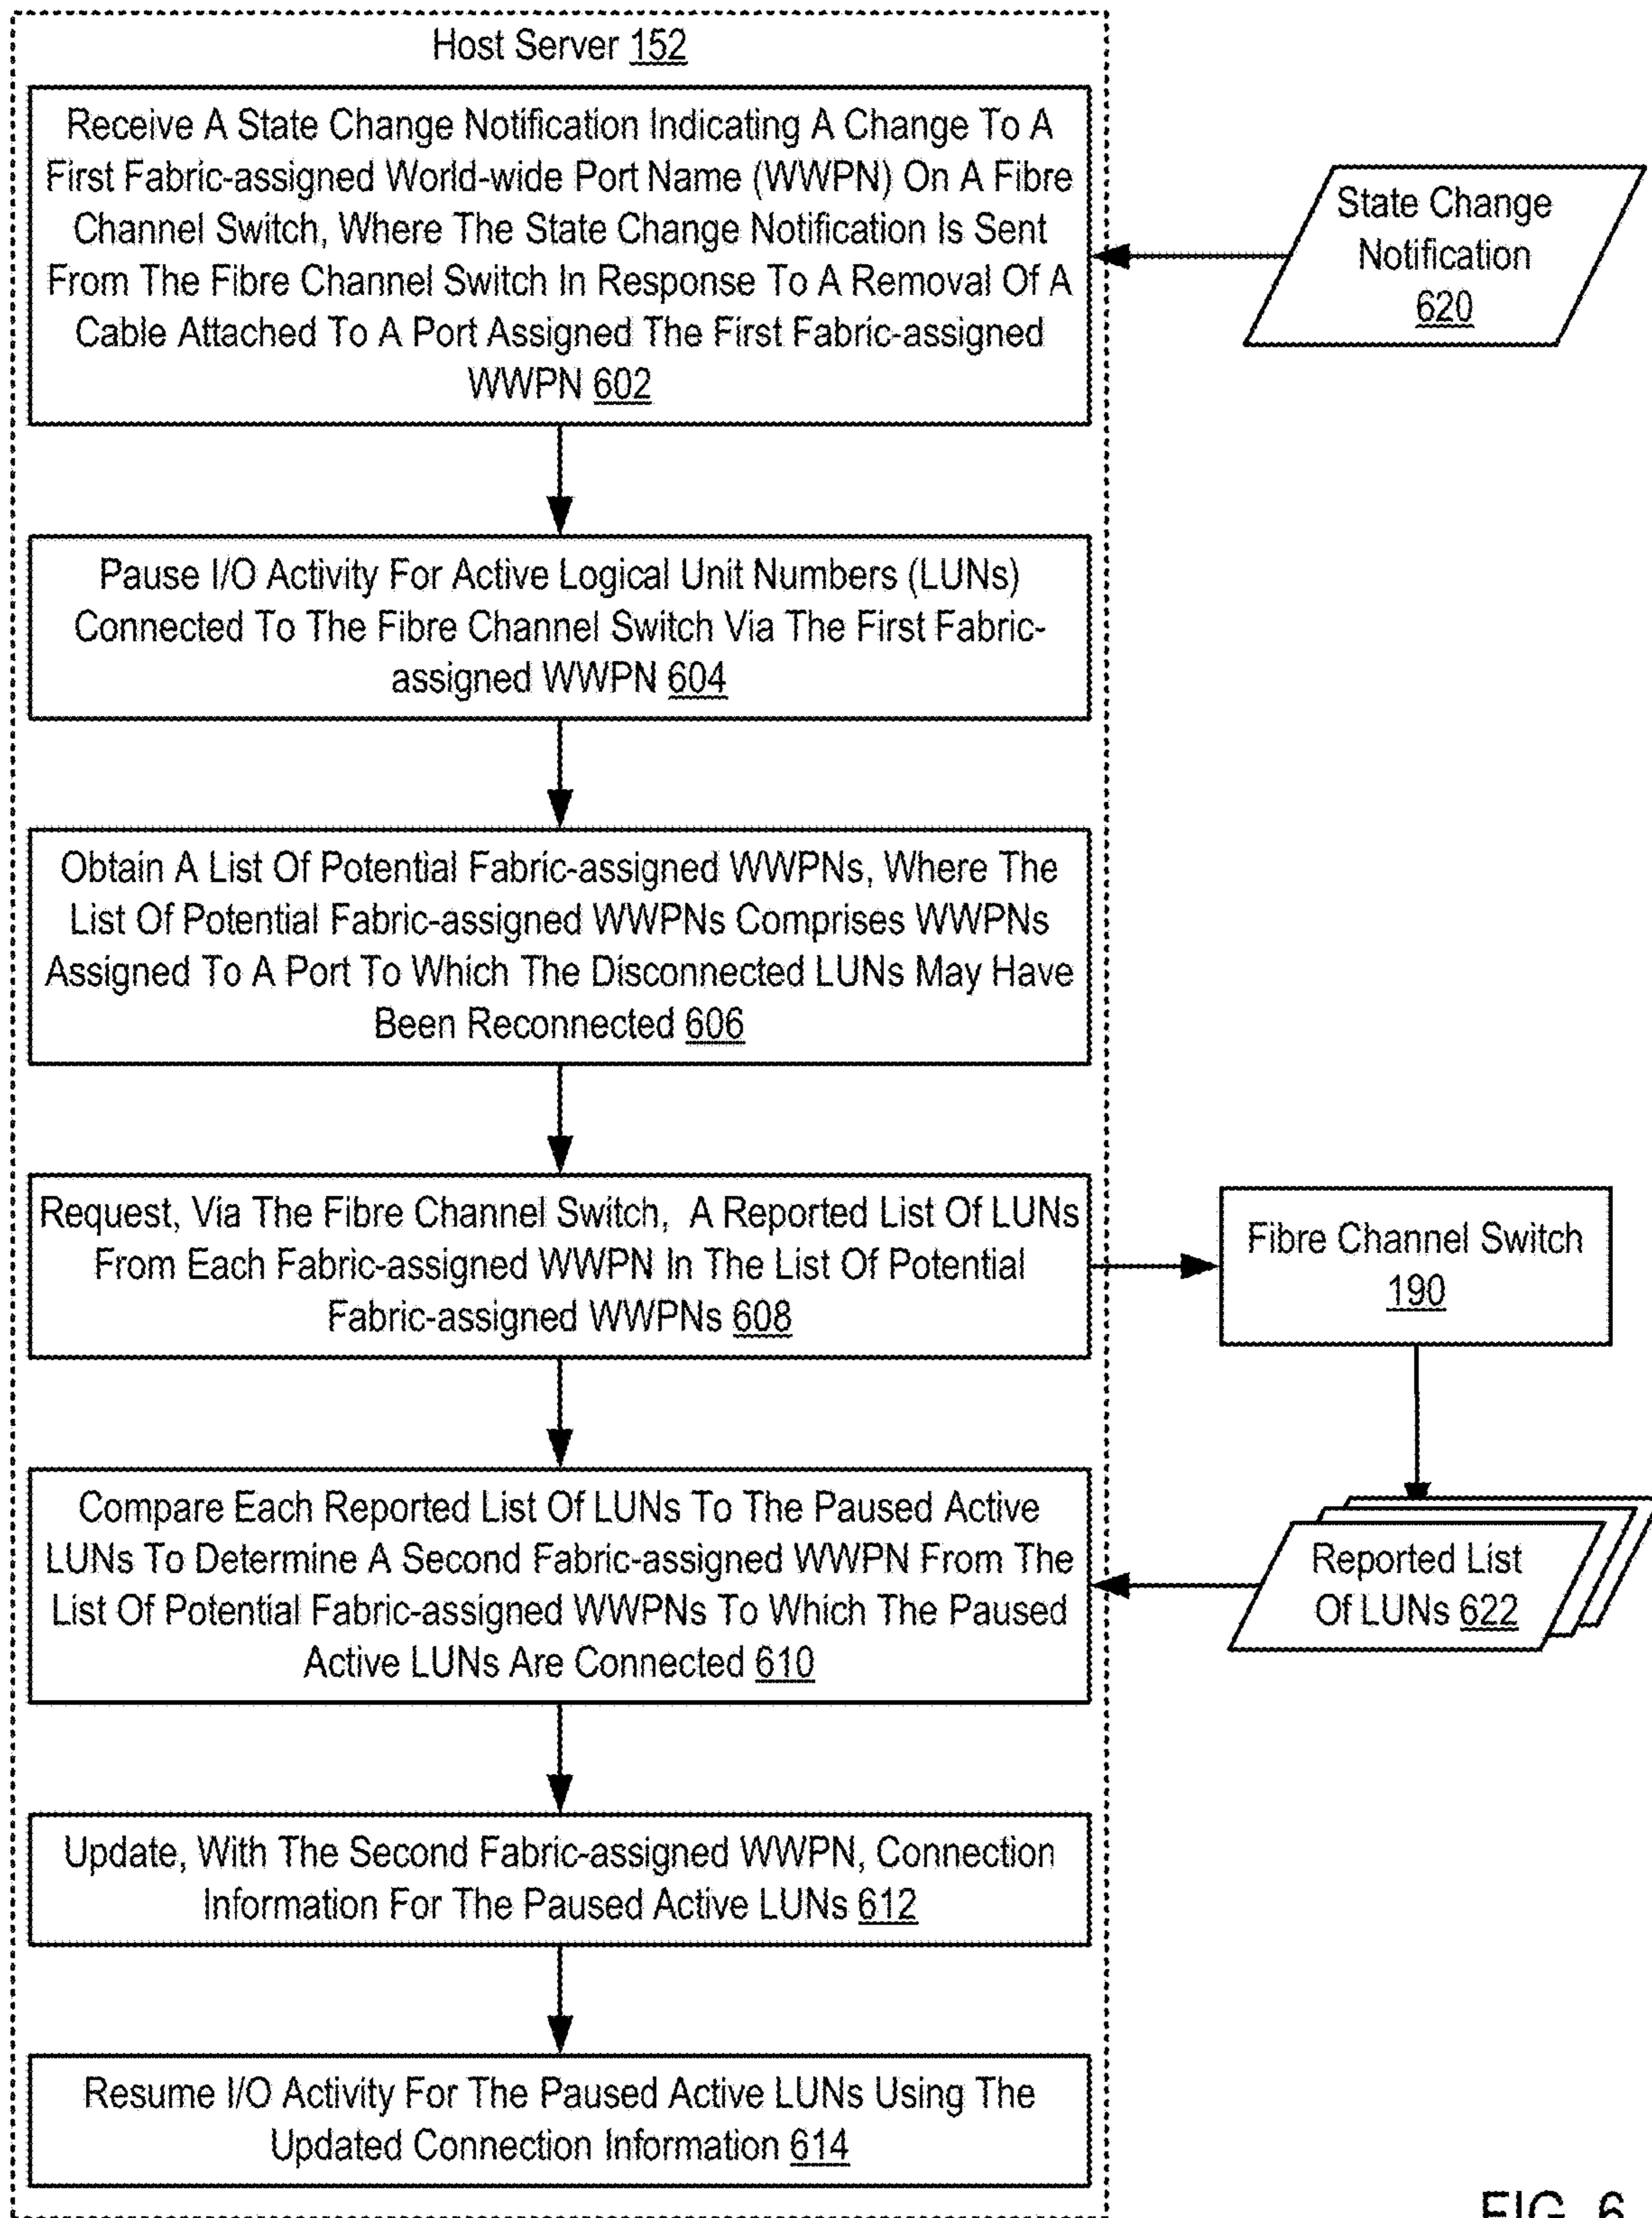 Host Server 152
Receive A State Change Notification Indicating A Change To A
First Fabric-assigned World-wide Port Name (WWPN) On A Fibre
Channel Switch, Where The State Change Notification Is Sent
From The Fibre Channel Switch In Response To A Removal Of A
Cable Attached To A Port Assigned The First Fabric-assigned
WWPN 602
State Change
Notification
620
Pause I/O Activity For Active Logical Unit Numbers (LUNs)
Connected To The Fibre Channel Switch Via The First Fabric-
assigned WWPN 604
Obtain A List Of Potential Fabric-assigned WWPNs, Where The
List Of Potential Fabric-assigned WWPNs Comprises WWPNs
Assigned To A Port To Which The Disconnected LUNs May Have
Been Reconnected 606
Request, Via The Fibre Channel Switch, A Reported List Of LUNs
From Each Fabric-assigned WWPN In The List Of Potential
Fabric-assigned WWPNs 608
Fibre Channel Switch
190
Compare Each Reported List Of LUNs To The Paused Active
LUNs To Determine A Second Fabric-assigned WWPN From The
List Of Potential Fabric-assigned WWPNs To Which The Paused
Active LUNs Are Connected 610
Reported List
Of LUNs 622
Update, With The Second Fabric-assigned WWPN, Connection
Information For The Paused Active LUNs 612
Resume I/O Activity For The Paused Active LUNs Using The
Updated Connection Information 614
FIG. 6